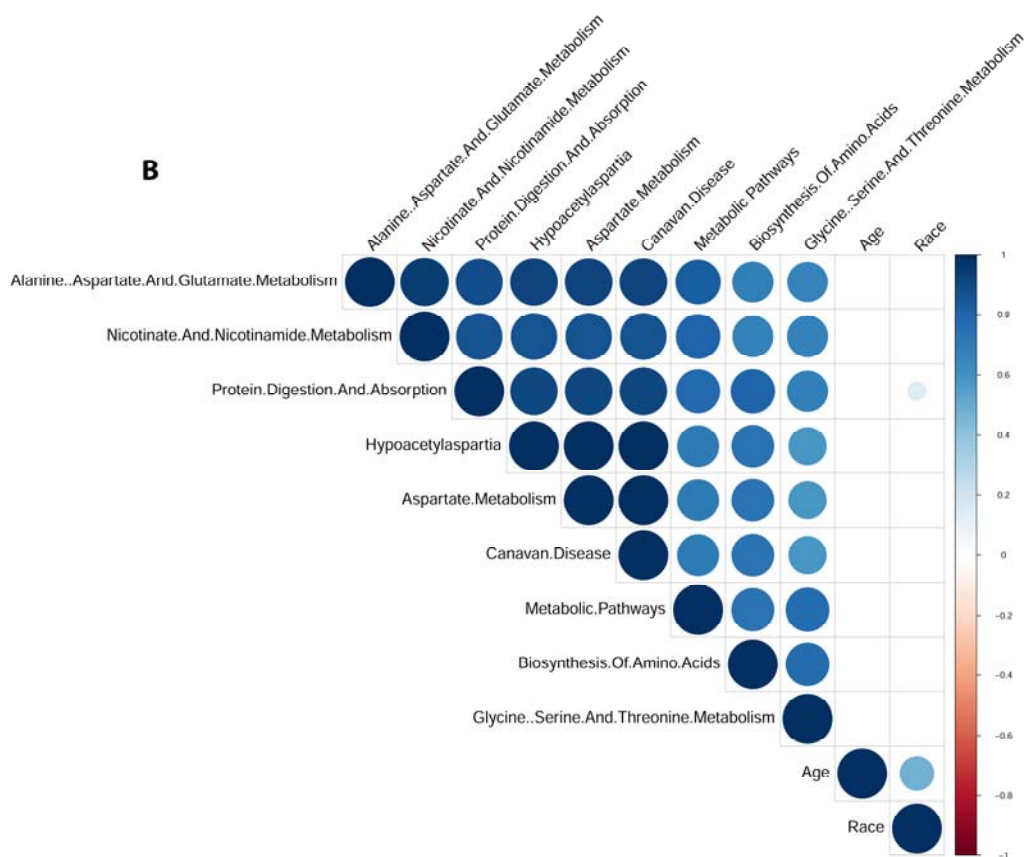 B
Alanine..Aspartate.And.Glutamate.Metabolism
Nicotinate.And.Nicotinamide.Metabolism
Protein.Digestion.And.Absorption
Hypoacetylaspartia
Aspartate.Metabolism
Canavan.Disease
Metabolic.Pathways
Biosynthesis.Of.Amino.Acids
Glycine..Serine.And.Threonine.Metabolism
Age
Race
Alanine..Aspartate.And.Glutamate.Metabolism
Nicotinate.And.Nicotinamide.Metabolism
Protein.Digestion.And.Absorption
Hypoacetylaspartia
Aspartate.Metabolism
Canavan.Disease
Metabolic.Pathways
Biosynthesis.Of.Amino.Acids
Glycine..Serine.And.Threonine.Metabolism
Age
Race
1
0.8
0.6
0.4
0.2
0
-0.2
-0.4
-0.6
-0.8
-1